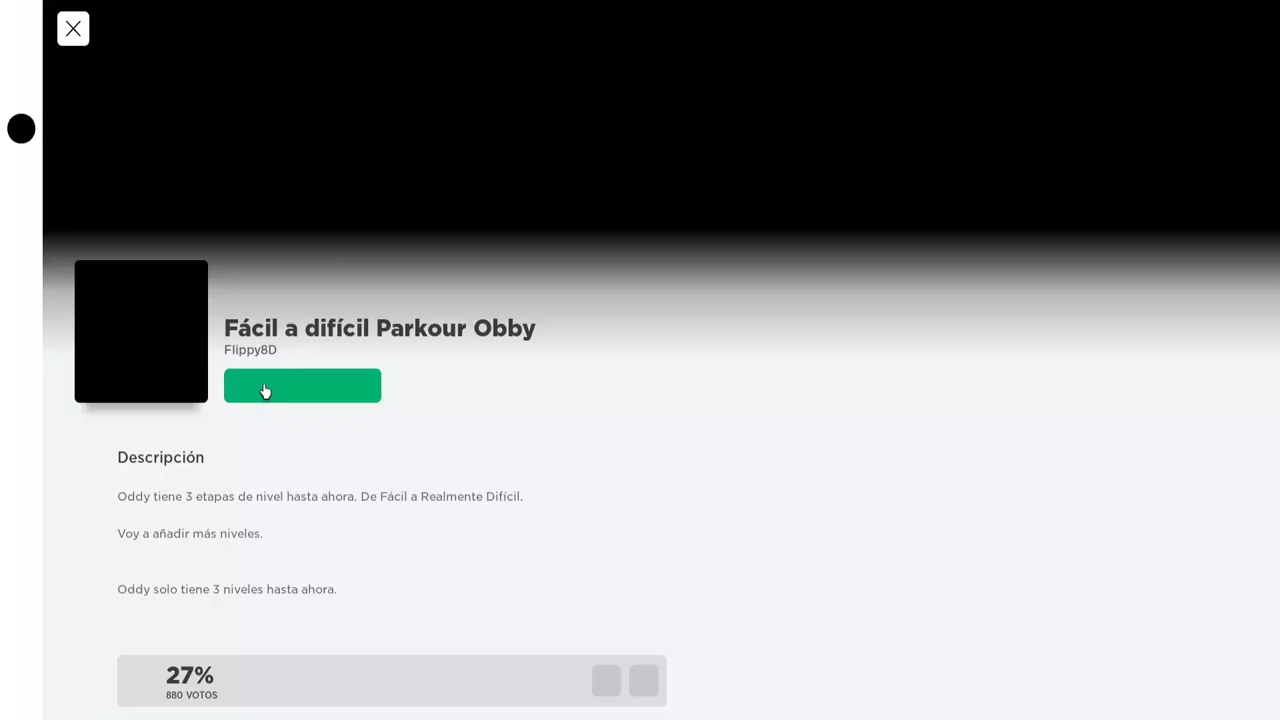 Fácil a difícil Parkour Obby
Flippy8D
Descripción
Oddy tiene 3 etapas de nivel hasta ahora. De Fácil a Realmente Difícil.
Voy a añadir más niveles.
Oddy solo tiene 3 niveles hasta ahora.
27%
880 VOTOS